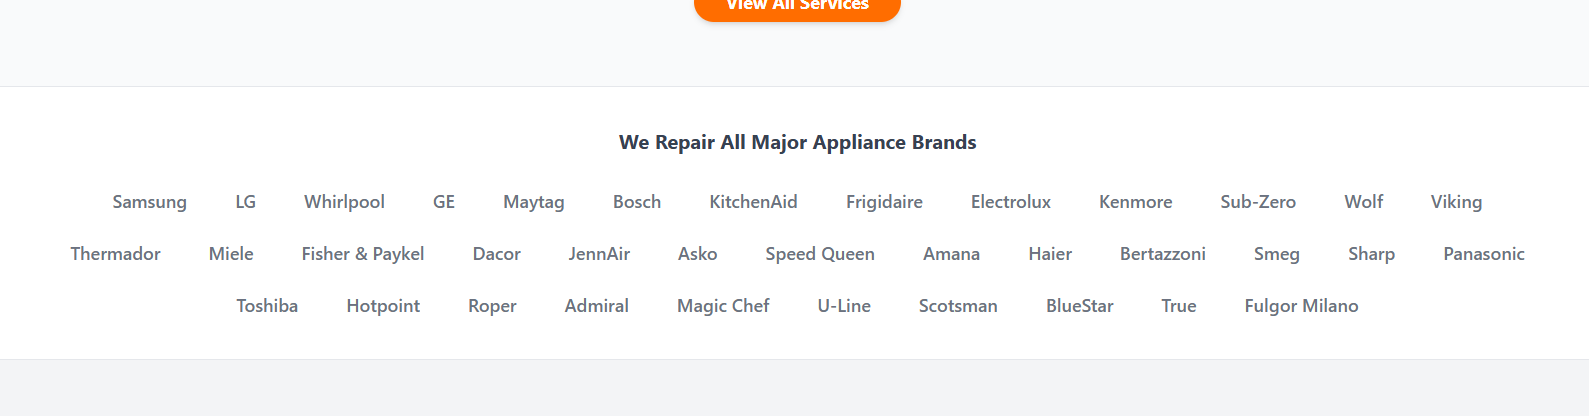 View All Services
We Repair All Major Appliance Brands
Samsung LG Whirlpool GE Maytag Bosch KitchenAid Frigidaire Electrolux Kenmore Sub-Zero Wolf Viking
Thermador Miele Fisher & Paykel Dacor JennAir Asko Speed Queen Amana Haier Bertazzoni Smeg Sharp Panasonic
Toshiba Hotpoint Roper Admiral Magic Chef U-Line Scotsman BlueStar True Fulgor Milano